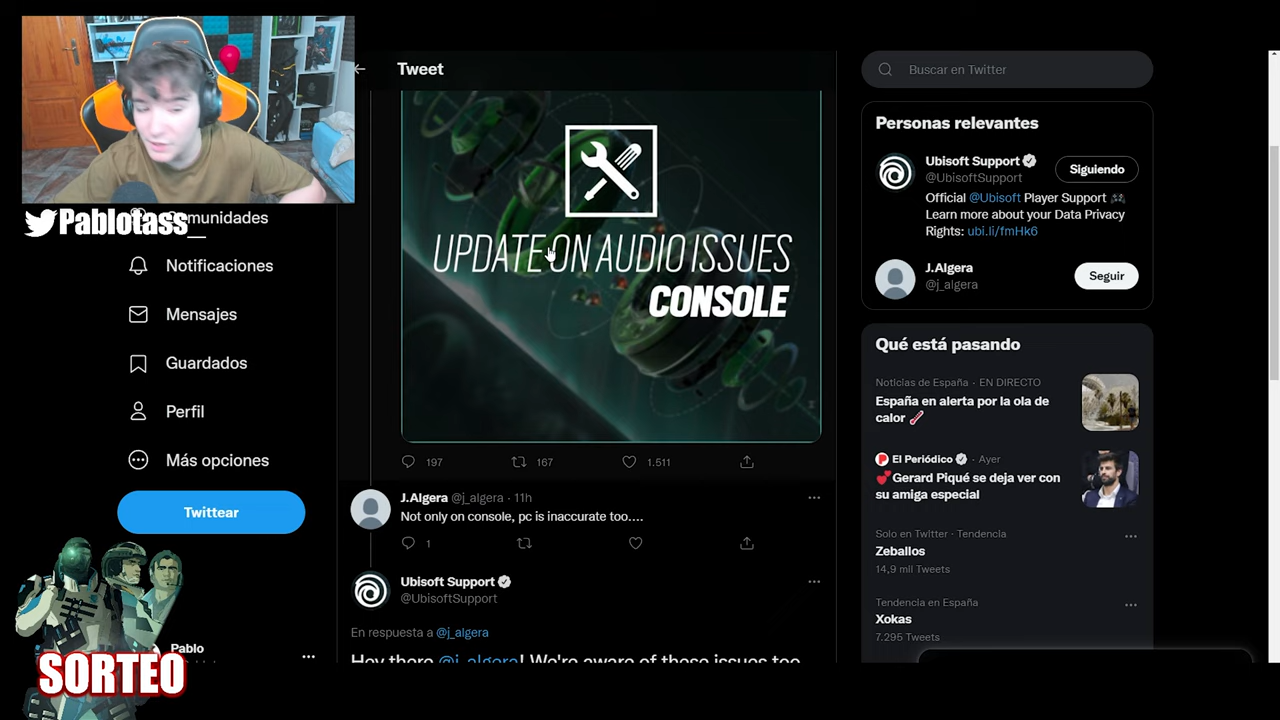 Tweet
UPDATE ON AUDIO ISSUES
CONSOLE
197
167
1.511
J.Algera @j_algera · 11h
Not only on console, pc is inaccurate too....
1
Ubisoft Support
@UbisoftSupport
En respuesta a @j_algera
Hey there @j_algera! We're aware of these issues too
Pablotass__
Comunidades
Notificaciones
Mensajes
Guardados
Perfil
Más opciones
Twittear
Pablo
SORTEO
Buscar en Twitter
Personas relevantes
Ubisoft Support
@UbisoftSupport
Siguiendo
Official @Ubisoft Player Support
Learn more about your Data Privacy
Rights: ubi.li/fmHk6
J.Algera
@j_algera
Seguir
Qué está pasando
Noticias de España · EN DIRECTO
España en alerta por la ola de
calor
El Periódico · Ayer
Gerard Piqué se deja ver con
su amiga especial
Solo en Twitter · Tendencia
Zeballos
14,9 mil Tweets
Tendencia en España
Xokas
7.295 Tweets